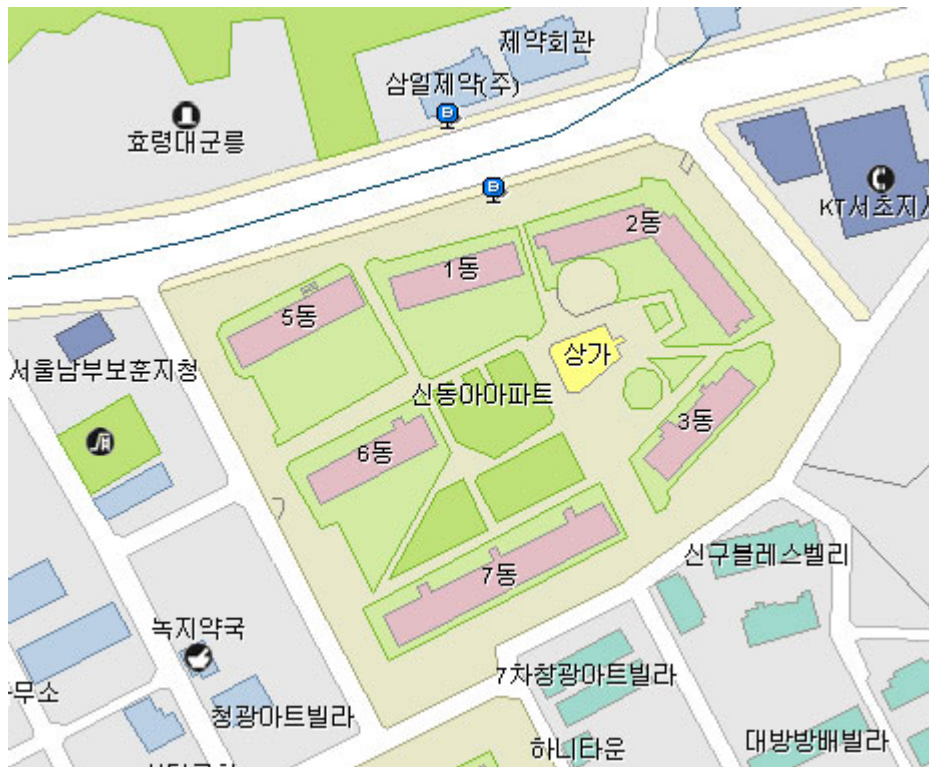 제약회관
삼일제약(주)
B
효령대군릉
B
KT서초지사
2동
1동
5동
상가
서울남부보훈지청
신동아아파트
3동
6동
신구블레스벨리
7동
녹지약국
7차창광아트빌라
청광아트빌라
하니타운
대방방배빌라